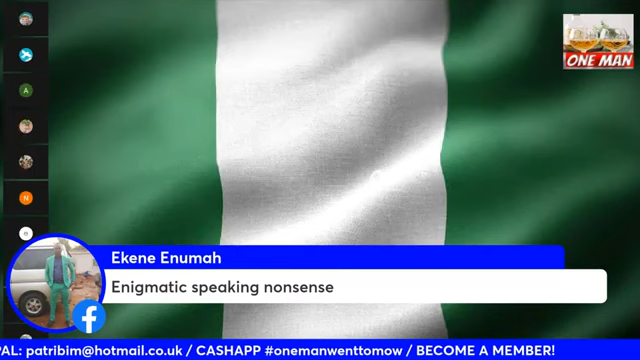 ONE MAN
A
N
Ekene Enumah
Enigmatic speaking nonsense
PAL: patribim@hotmail.co.uk / CASHAPP #onemanwenttomow / BECOME A MEMBER!